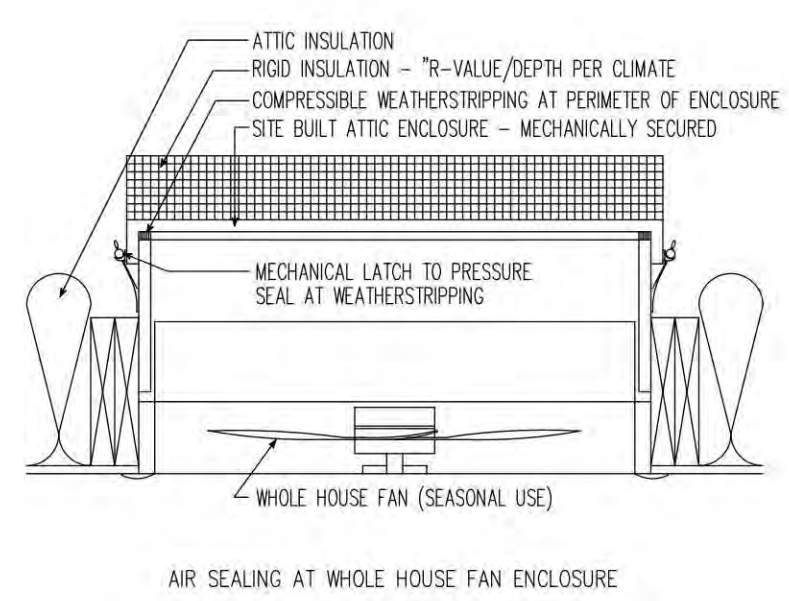 ATTIC INSULATION
RIGID INSULATION – "R-VALUE/DEPTH PER CLIMATE
COMPRESSIBLE WEATHERSTRIPPING AT PERIMETER OF ENCLOSURE
SITE BUILT ATTIC ENCLOSURE – MECHANICALLY SECURED
MECHANICAL LATCH TO PRESSURE
SEAL AT WEATHERSTRIPPING
WHOLE HOUSE FAN (SEASONAL USE)
AIR SEALING AT WHOLE HOUSE FAN ENCLOSURE